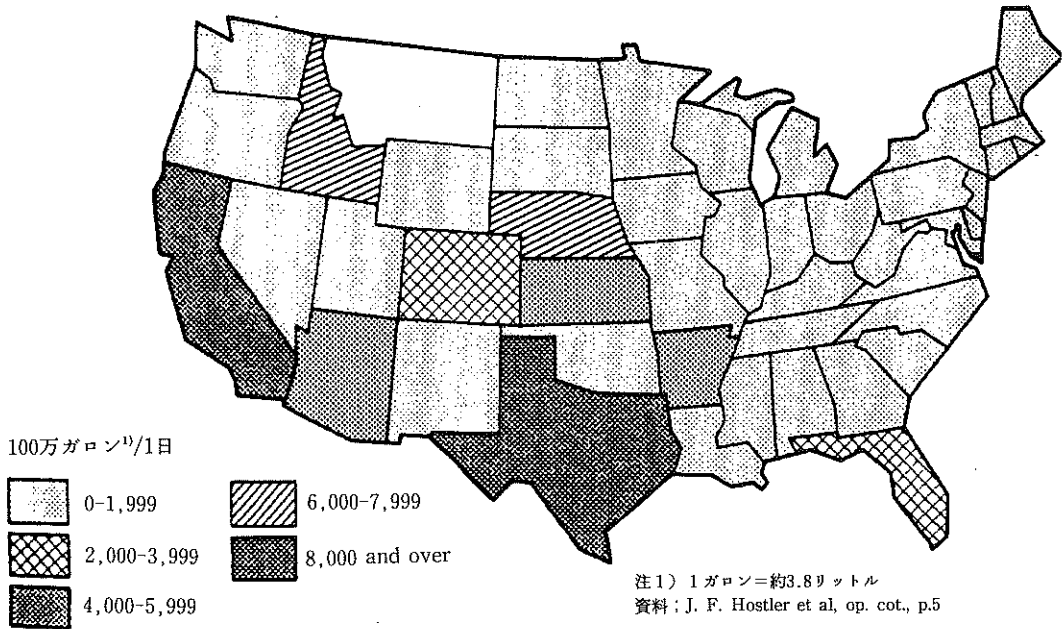 100万ガロン¹⁾/1日
0-1,999
2,000-3,999
4,000-5,999
6,000-7,999
8,000 and over
注1) 1ガロン=約3.8リットル
資料; J. F. Hostler et al, op. cot., p.5